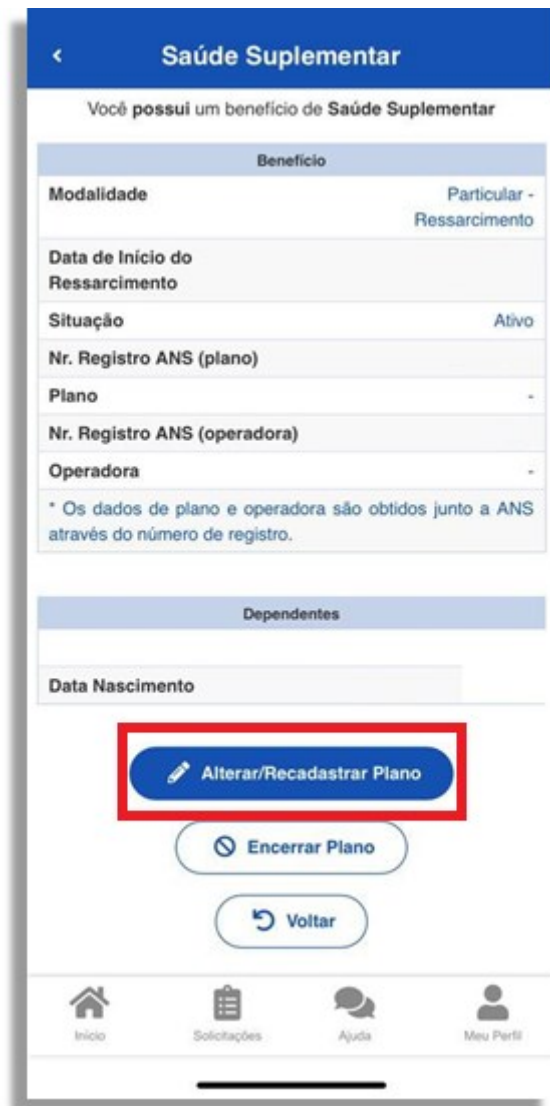 Saúde Suplementar
Você possui um benefício de Saúde Suplementar
Benefício
Modalidade Particular -
Ressarcimento
Data de Início do
Ressarcimento
Situação Ativo
Nr. Registro ANS (plano)
Plano -
Nr. Registro ANS (operadora)
Operadora -
* Os dados de plano e operadora são obtidos junto a ANS
através do número de registro.
Dependentes
Data Nascimento
Alterar/Recadastrar Plano
Encerrar Plano
Voltar
Início Solicitações Ajuda Meu Perfil